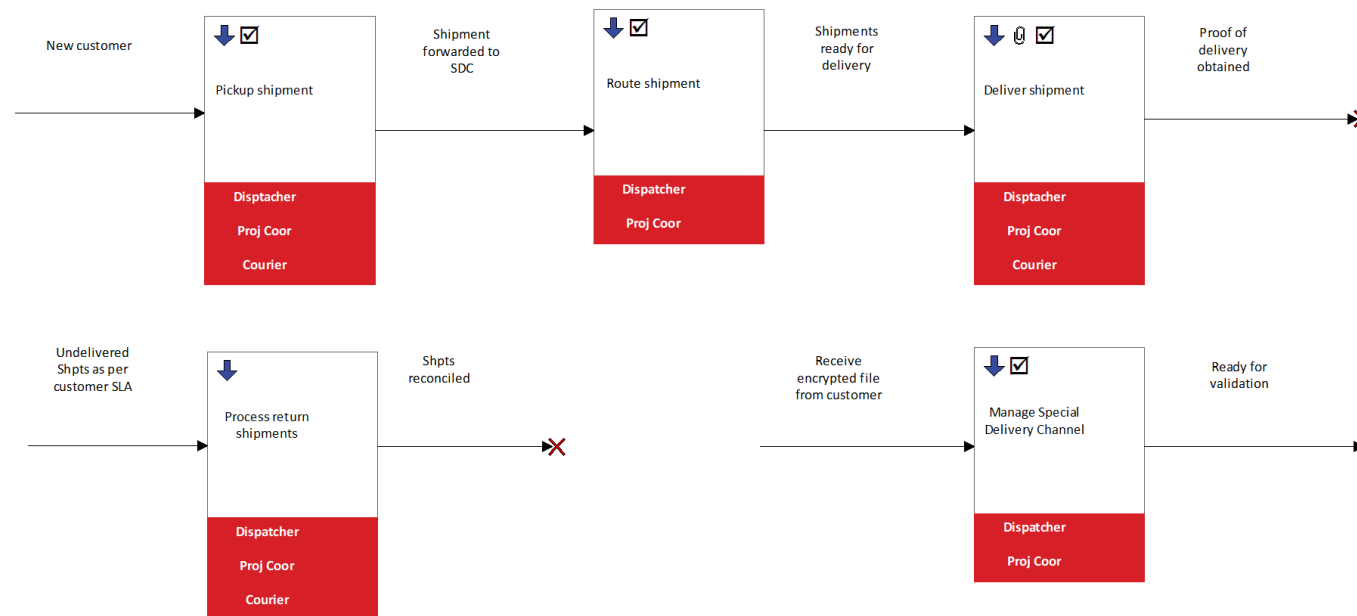 New customer
Pickup shipment
Disptacher
Proj Coor
Courier
Shipment
forwarded to
SDC
Route shipment
Dispatcher
Proj Coor
Shipments
ready for
delivery
Deliver shipment
Disptacher
Proj Coor
Courier
Proof of
delivery
obtained
Undelivered
Shpts as per
customer SLA
Process return
shipments
Dispatcher
Proj Coor
Courier
Shpts
reconciled
Receive
encrypted file
from customer
Manage Special
Delivery Channel
Dispatcher
Proj Coor
Ready for
validation